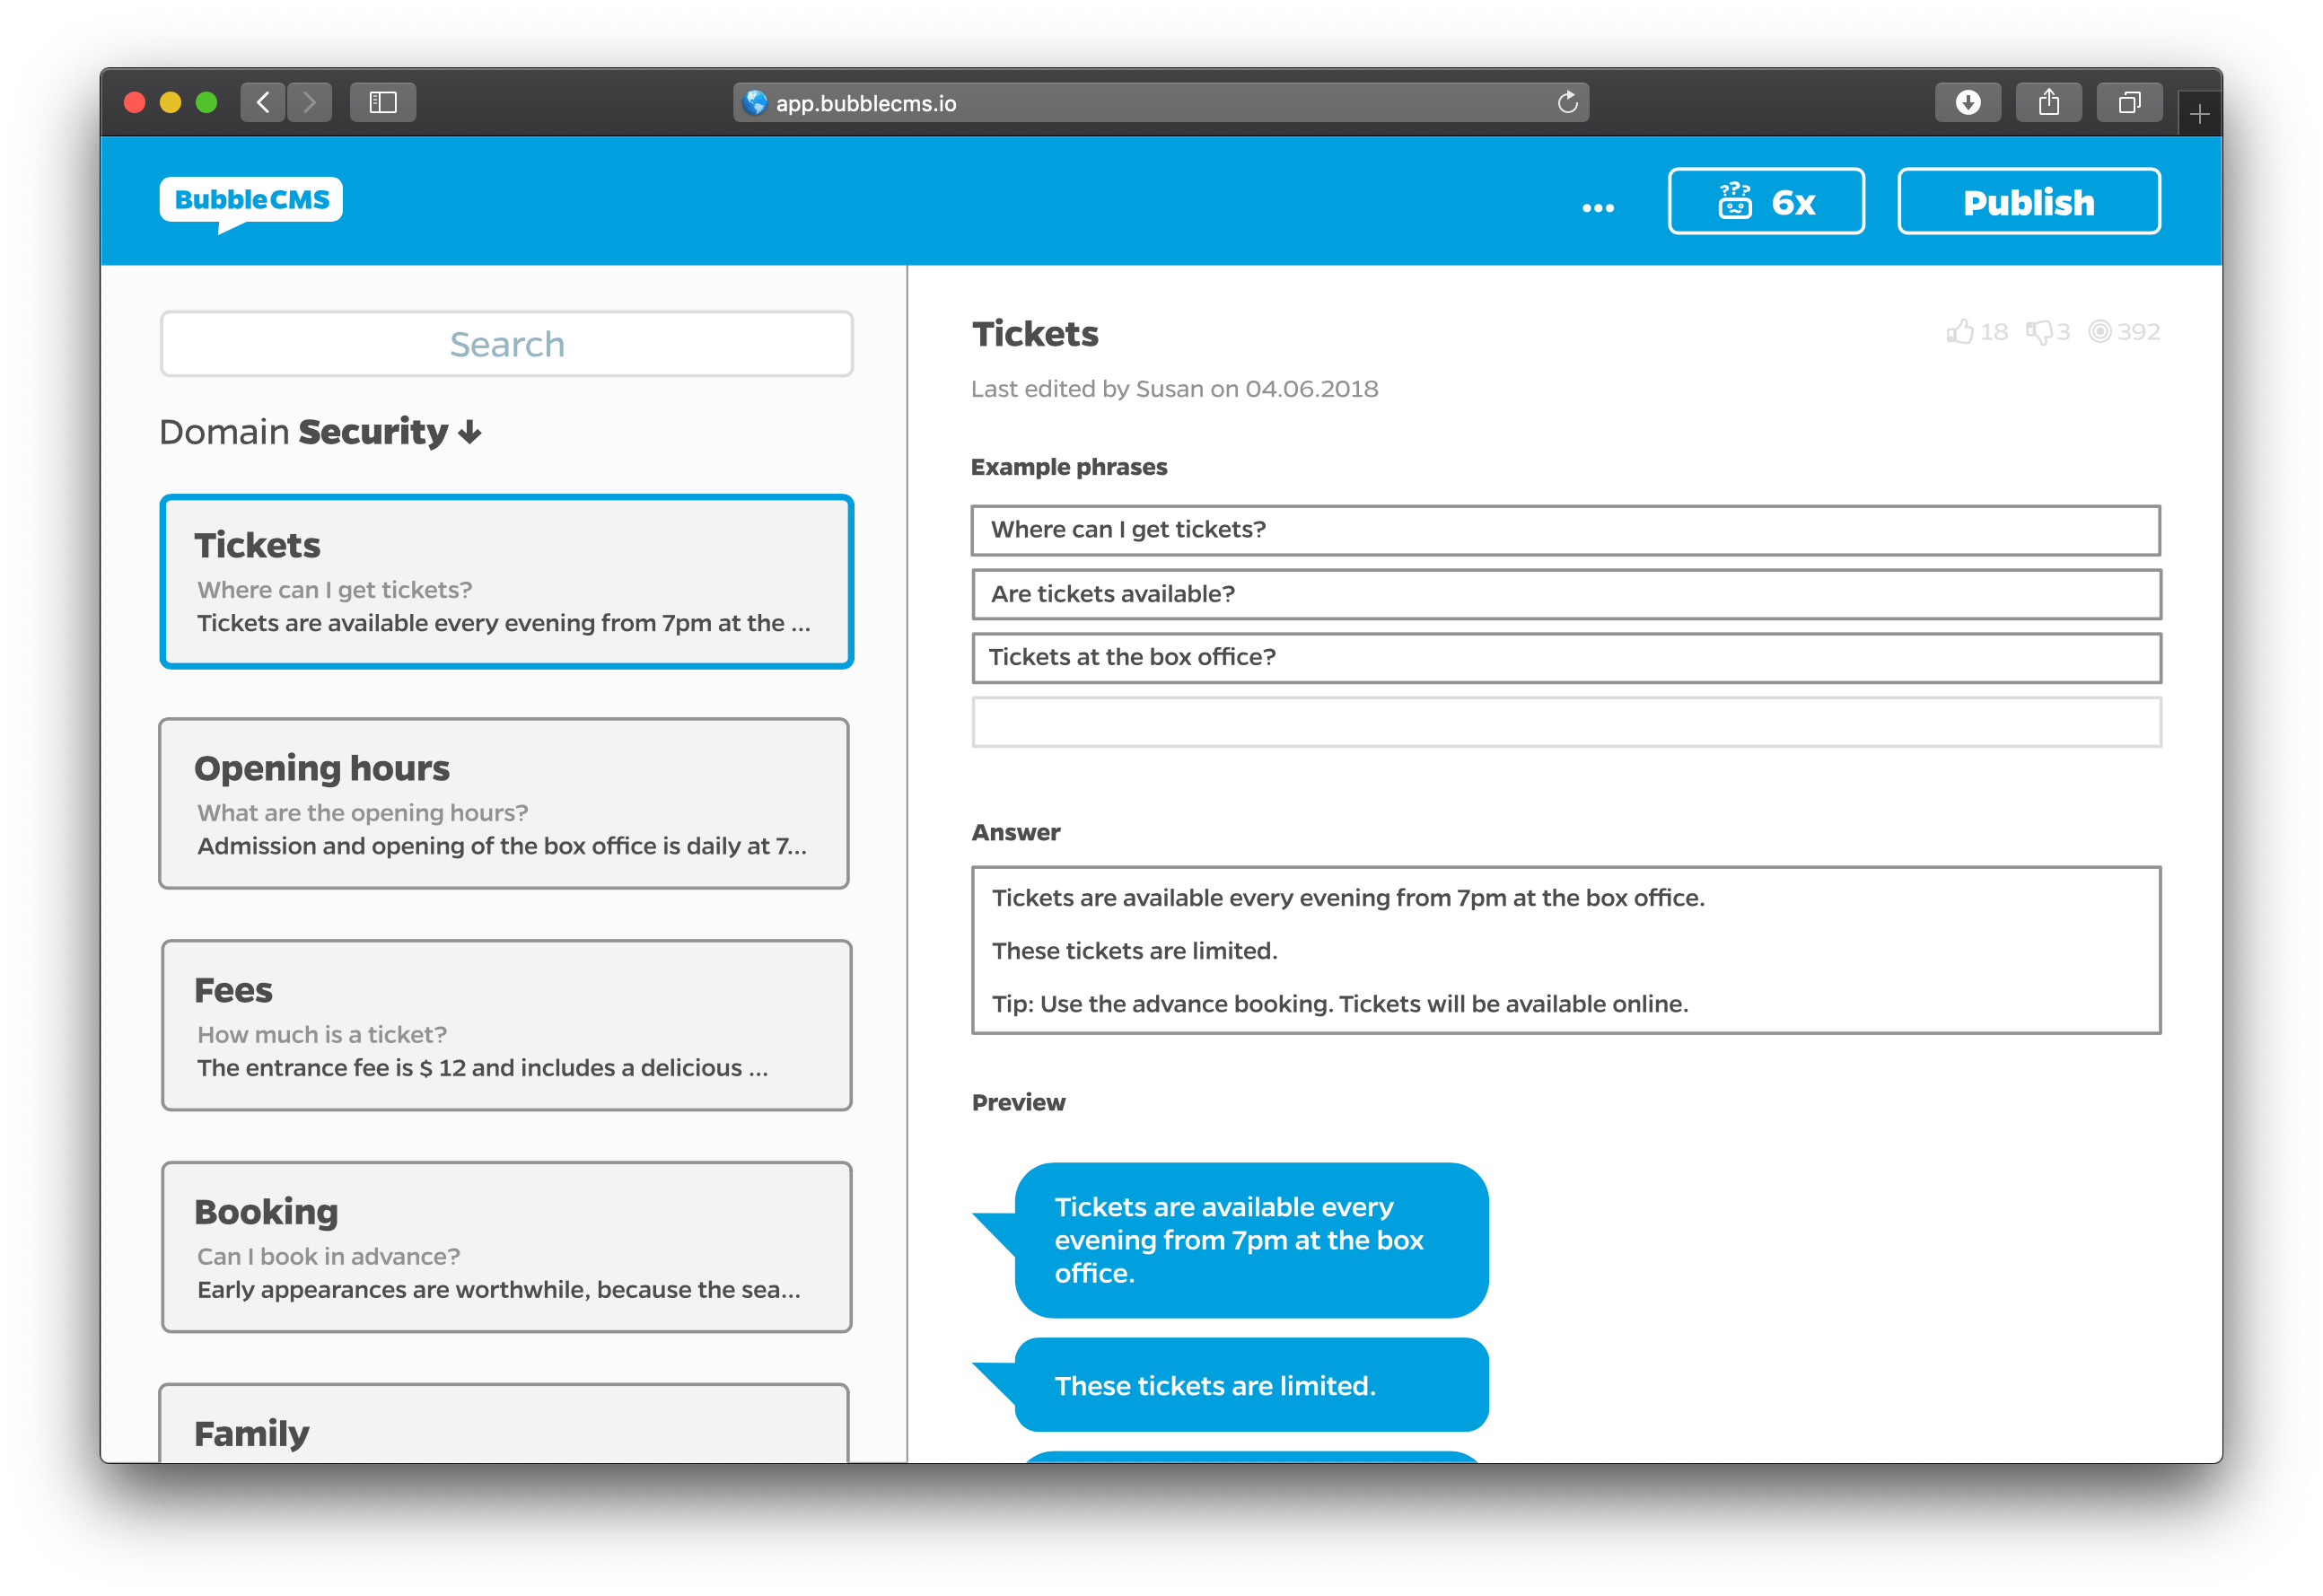 app.bubblecms.io
BubbleCMS
???
6x
Publish
Search
Domain Security
Tickets
Where can I get tickets?
Tickets are available every evening from 7pm at the ...
Opening hours
What are the opening hours?
Admission and opening of the box office is daily at 7...
Fees
How much is a ticket?
The entrance fee is $ 12 and includes a delicious ...
Booking
Can I book in advance?
Early appearances are worthwhile, because the sea...
Family
Tickets
18 3 392
Last edited by Susan on 04.06.2018
Example phrases
Where can I get tickets?
Are tickets available?
Tickets at the box office?
Answer
Tickets are available every evening from 7pm at the box office.
These tickets are limited.
Tip: Use the advance booking. Tickets will be available online.
Preview
Tickets are available every
evening from 7pm at the box
office.
These tickets are limited.